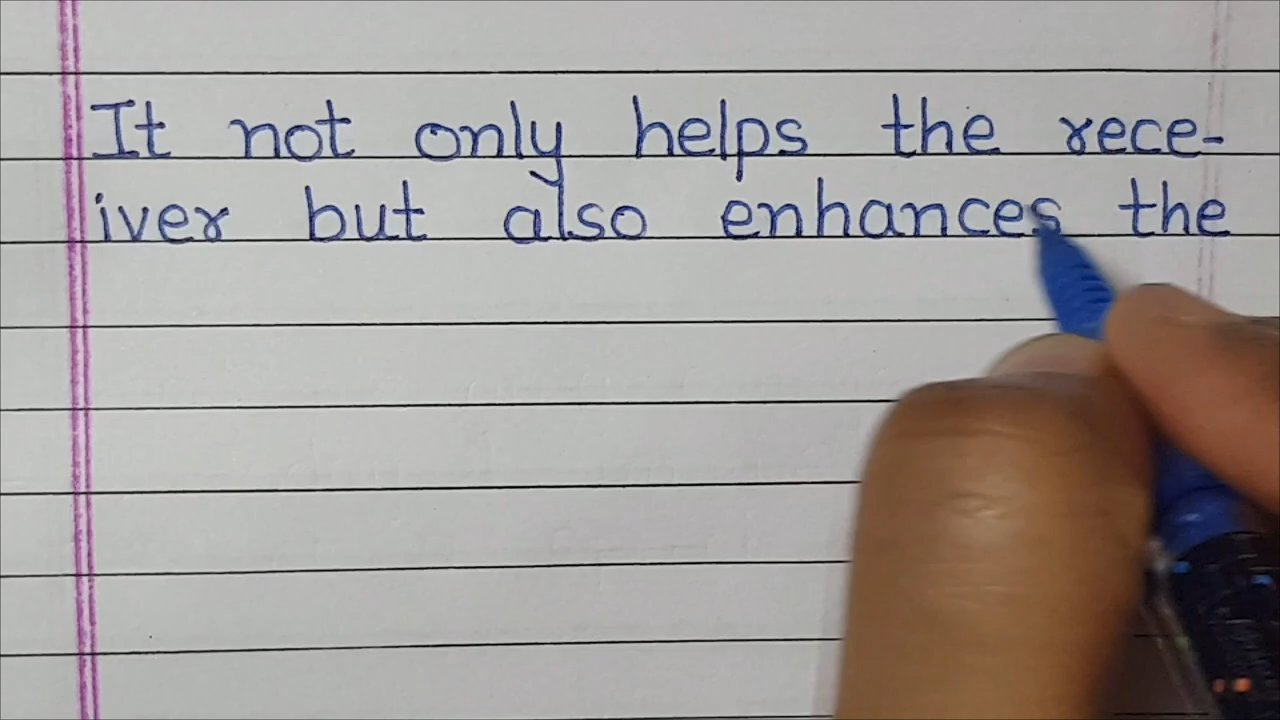 It not only helps the rece-
iver but also enhances the